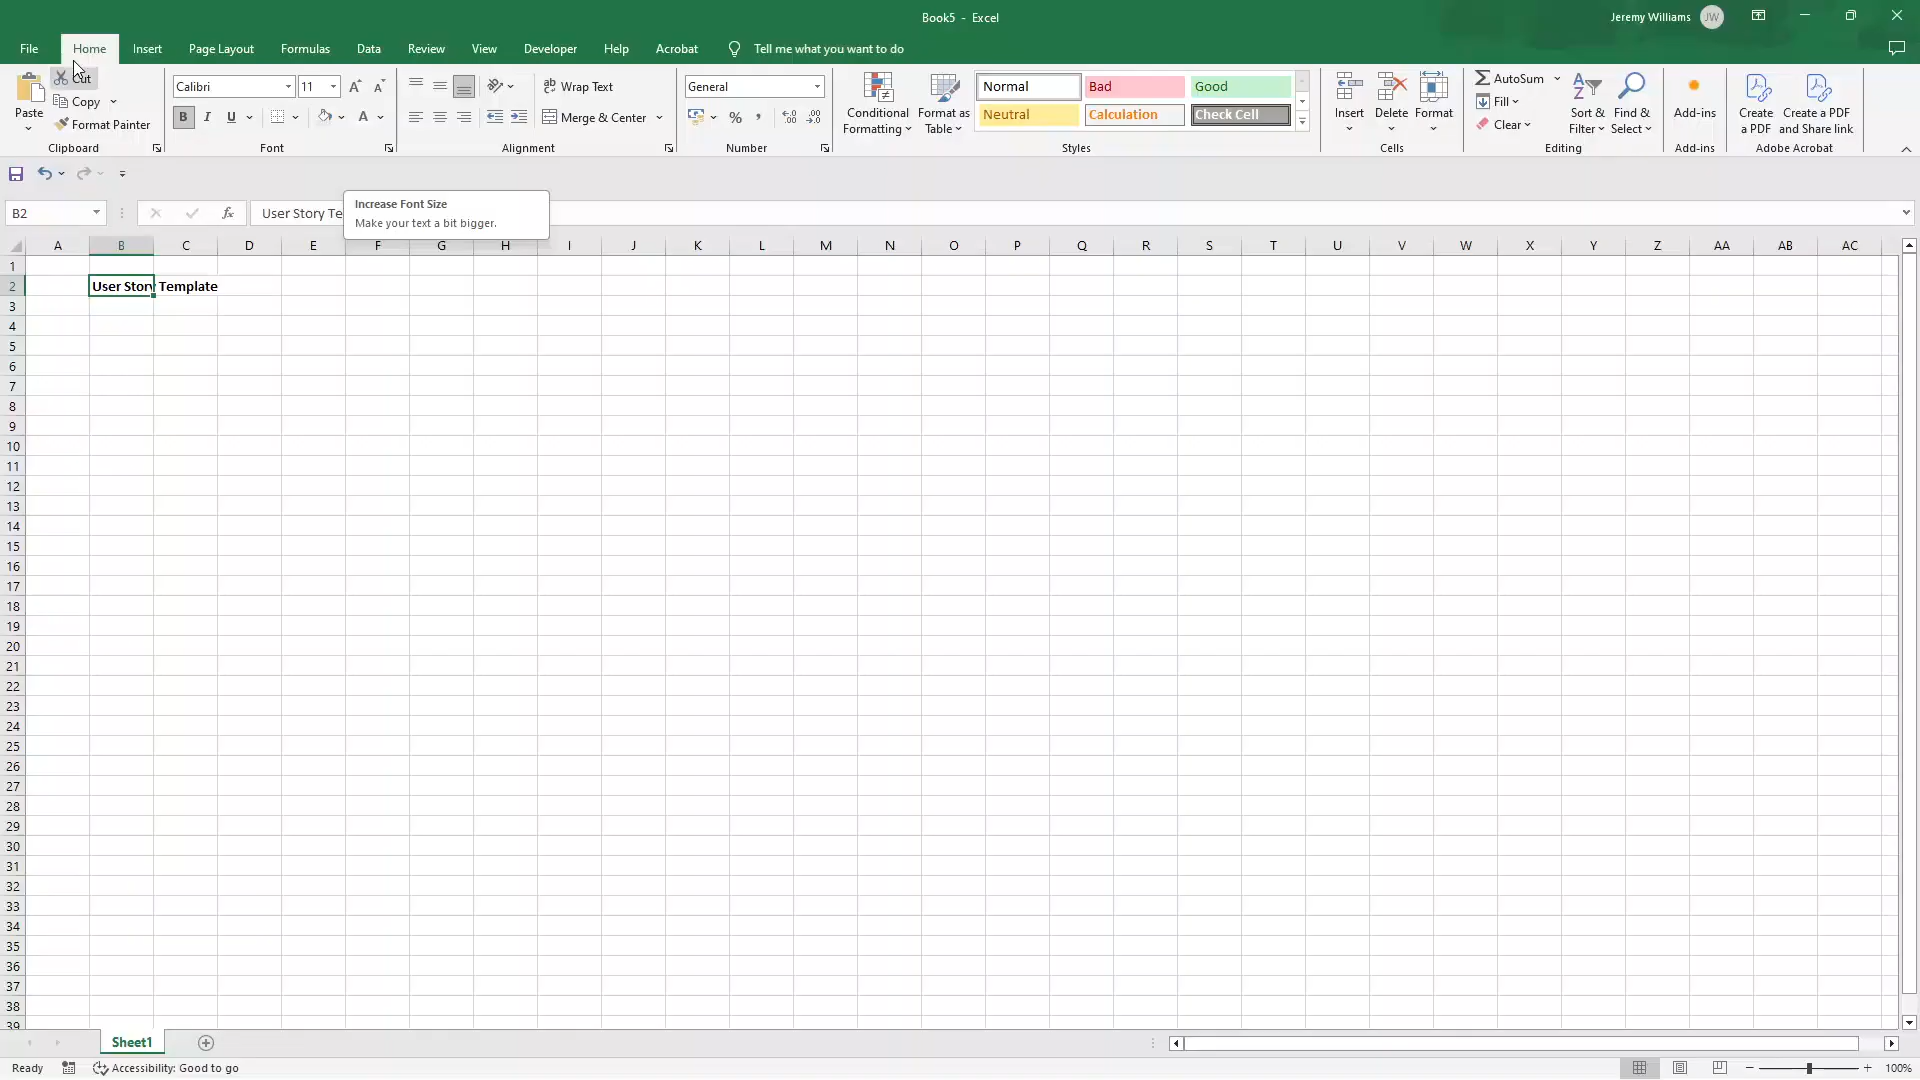 Book5 - Excel
Jeremy Williams JW
File Home Insert Page Layout Formulas Data Review View Developer Help Acrobat Tell me what you want to do
Paste
Cut
Copy
Format Painter
Clipboard
Calibri 11
B I U
Font
Wrap Text
Merge & Center
Alignment
General
Number
Conditional Formatting
Format as Table
Normal Bad Good
Neutral Calculation Check Cell
Styles
Insert Delete Format
Cells
AutoSum
Fill
Clear
Sort & Filter
Find & Select
Editing
Add-ins
Add-ins
Create a PDF
Create a PDF and Share link
Adobe Acrobat
B2
fx
User Story Te
Increase Font Size
Make your text a bit bigger.
A B C D E F G H I J K L M N O P Q R S T U V W X Y Z AA AB AC
1
2 User Story Template
3
4
5
6
7
8
9
10
11
12
13
14
15
16
17
18
19
20
21
22
23
24
25
26
27
28
29
30
31
32
33
34
35
36
37
38
39
Sheet1
Ready
Accessibility: Good to go
100%